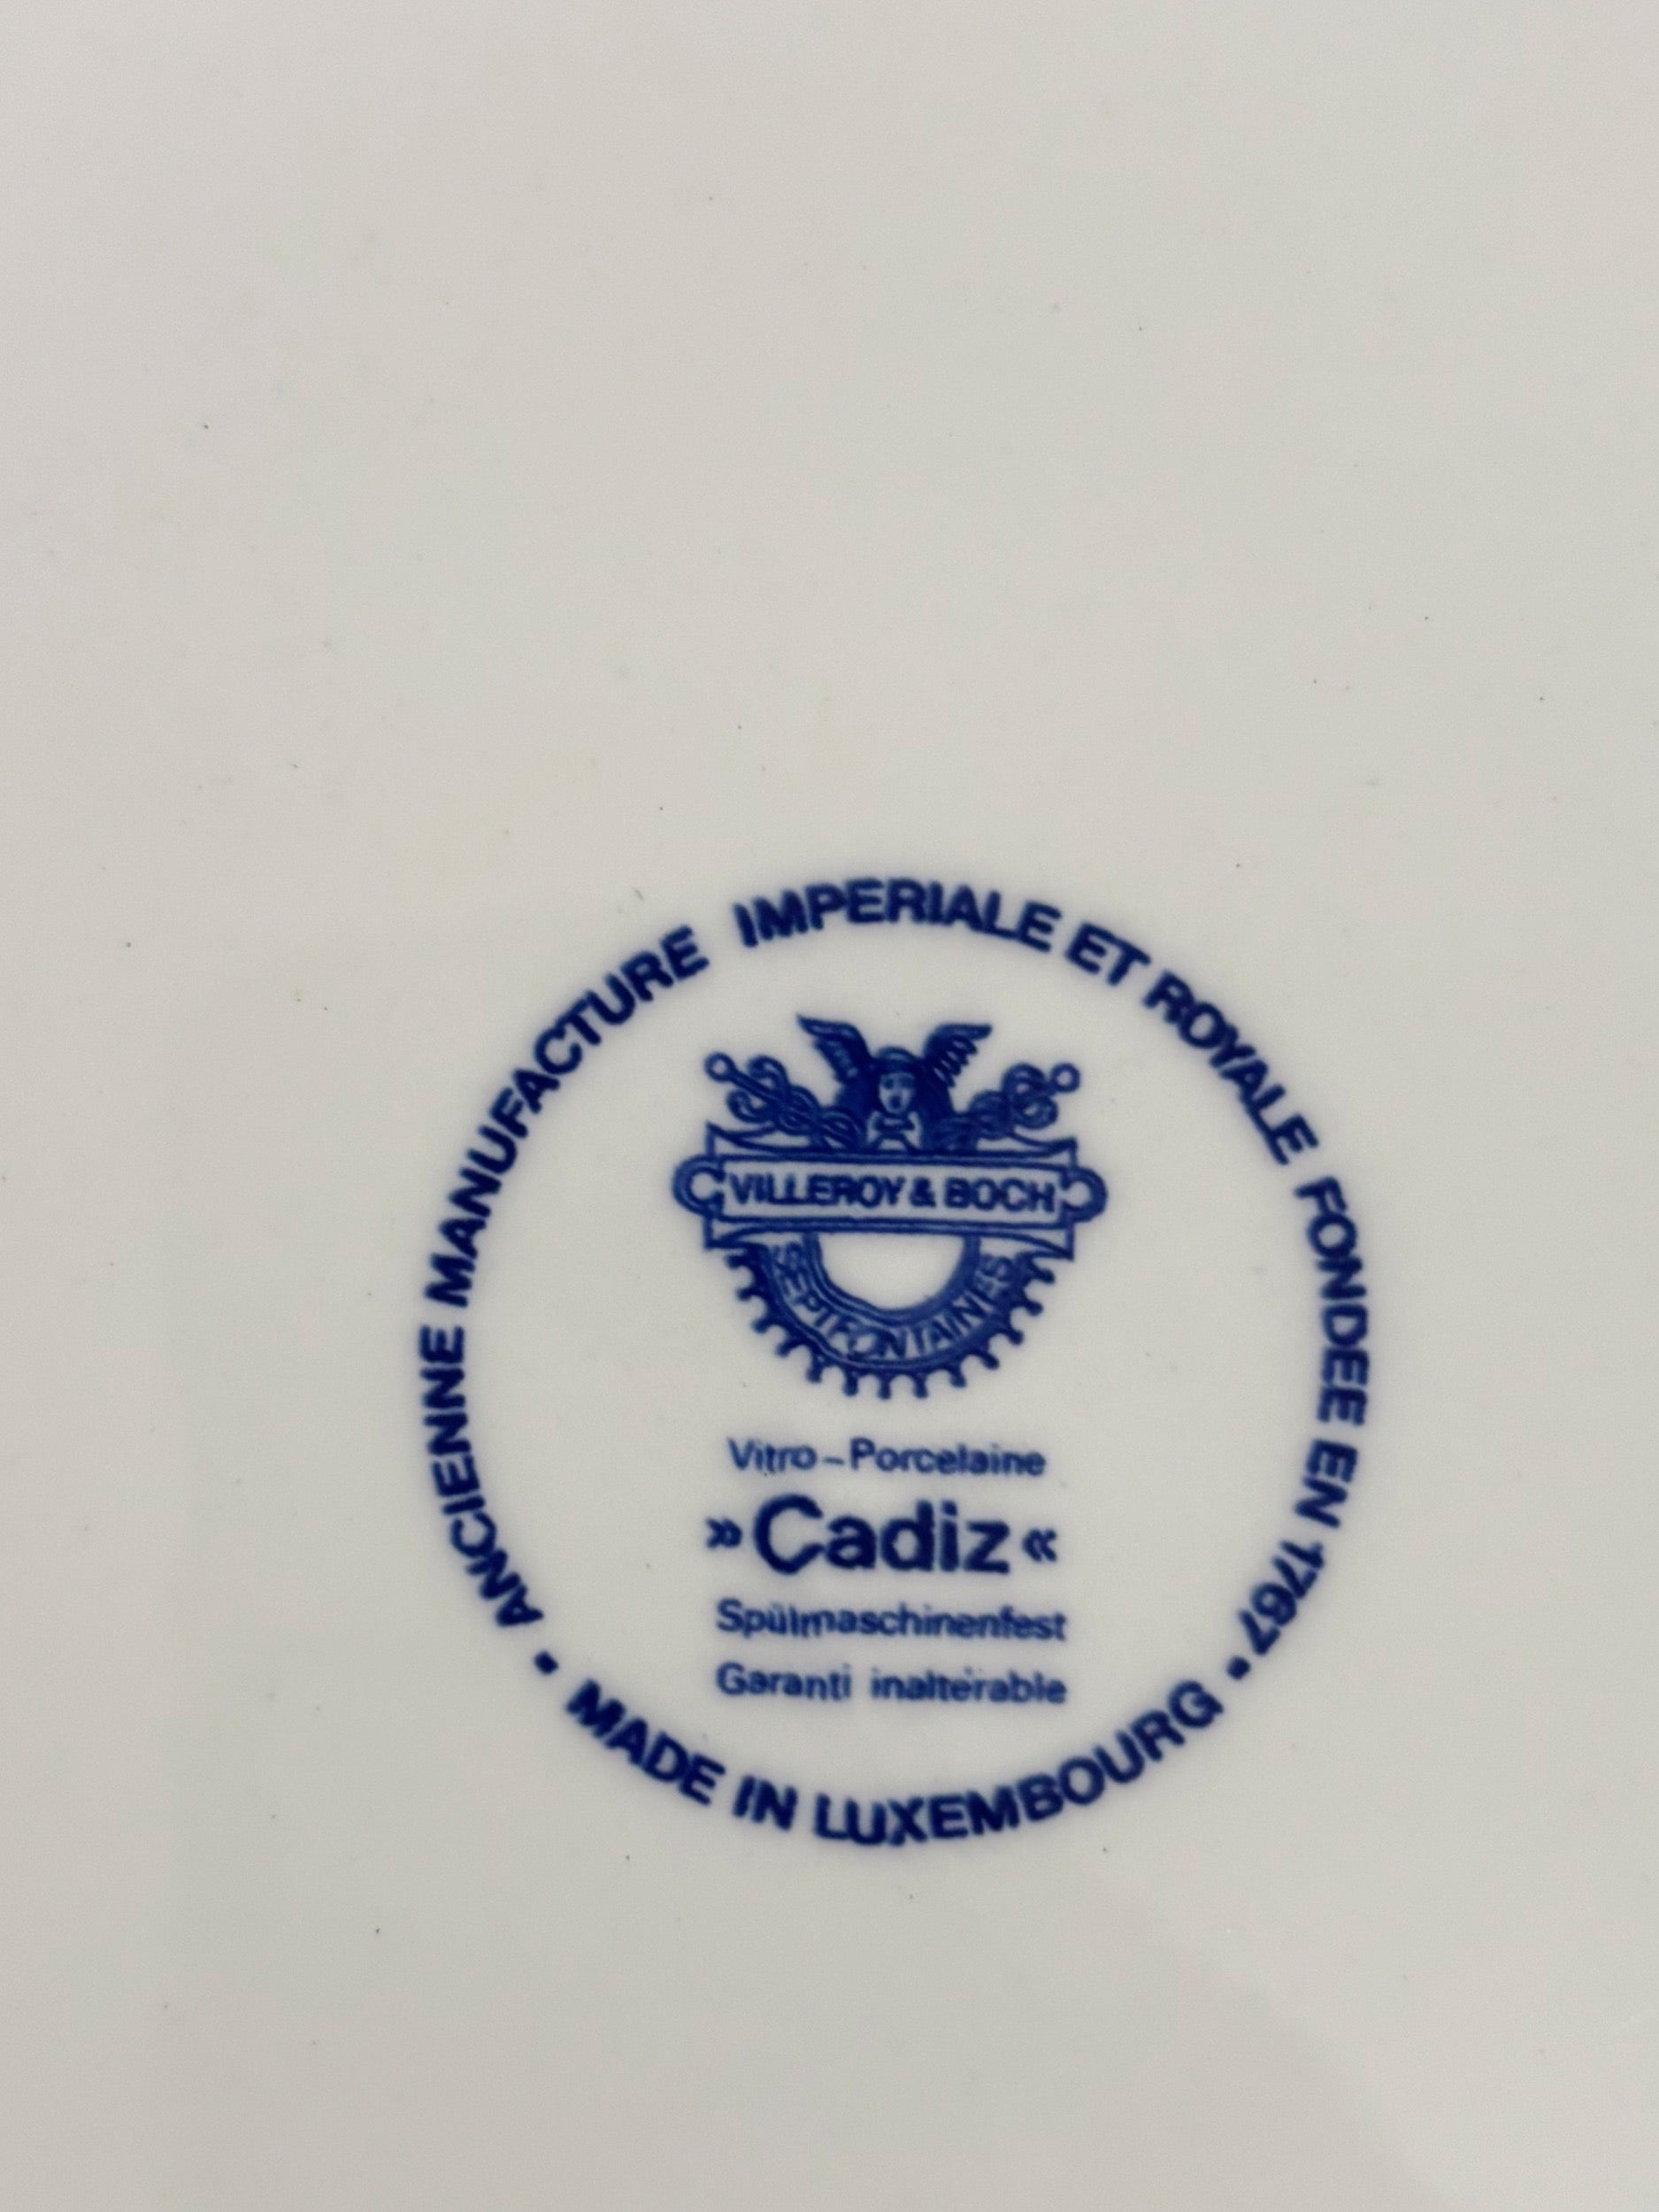 ANCIENNE MANUFACTURE IMPERIALE ET ROYALE FONDEE EN 1767 •
VILLEROY & BOCH
SEPTFONTAINES
Vitro-Porcelaine
»Cadiz«
Spülmaschinenfest
Garanti inaltérable
MADE IN LUXEMBOURG •